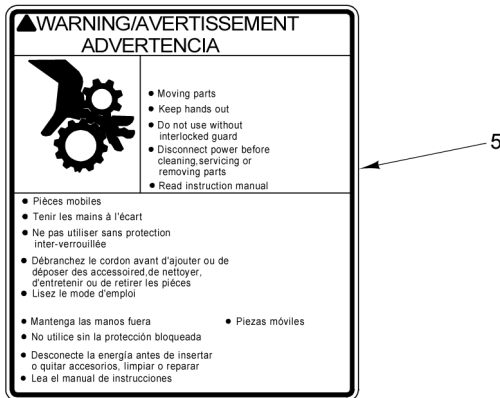 WARNING/AVERTISSEMENT
ADVERTENCIA
• Moving parts
• Keep hands out
• Do not use without
interlocked guard
• Disconnect power before
cleaning,servicing or
removing parts
• Read instruction manual
5
• Pièces mobiles
• Tenir les mains à l'écart
• Ne pas utiliser sans protection
inter-verrouillée
• Débranchez le cordon avant d'ajouter ou de
déposer des accessoired,de nettoyer,
d'entretenir ou de retirer les piéces
• Lisez le mode d'emploi
• Mantenga las manos fuera • Piezas móviles
• No utilice sin la protección bloqueada
• Desconecte la energía antes de insertar
o quitar accesorios, limpiar o reparar
• Lea el manual de instrucciones